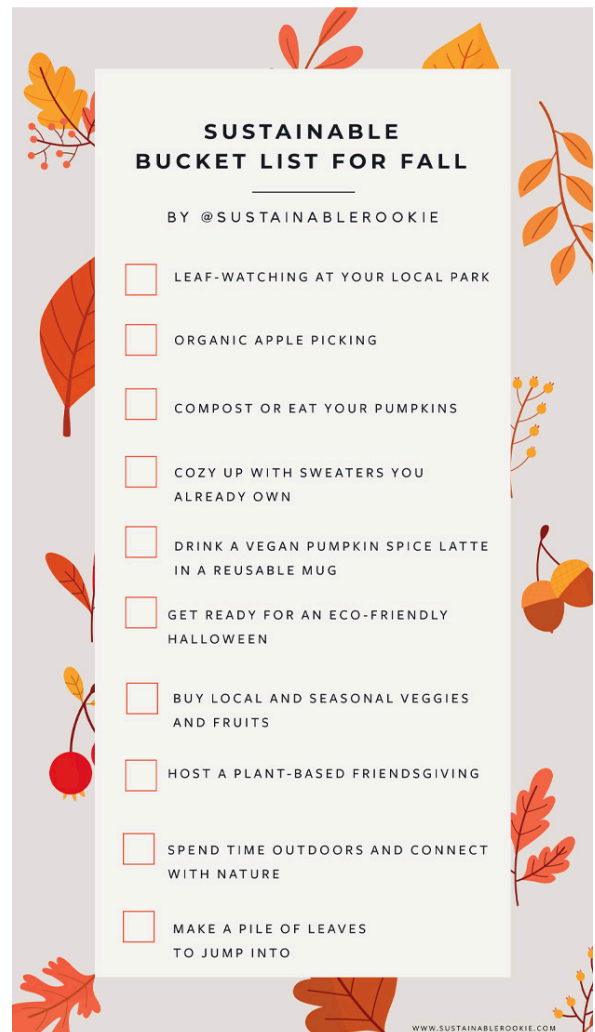 SUSTAINABLE
BUCKET LIST FOR FALL
BY @SUSTAINABLEROOKIE
LEAF-WATCHING AT YOUR LOCAL PARK
ORGANIC APPLE PICKING
COMPOST OR EAT YOUR PUMPKINS
COZY UP WITH SWEATERS YOU
ALREADY OWN
DRINK A VEGAN PUMPKIN SPICE LATTE
IN A REUSABLE MUG
GET READY FOR AN ECO-FRIENDLY
HALLOWEEN
BUY LOCAL AND SEASONAL VEGGIES
AND FRUITS
HOST A PLANT-BASED FRIENDSGIVING
SPEND TIME OUTDOORS AND CONNECT
WITH NATURE
MAKE A PILE OF LEAVES
TO JUMP INTO
WWW.SUSTAINABLEROOKIE.COM